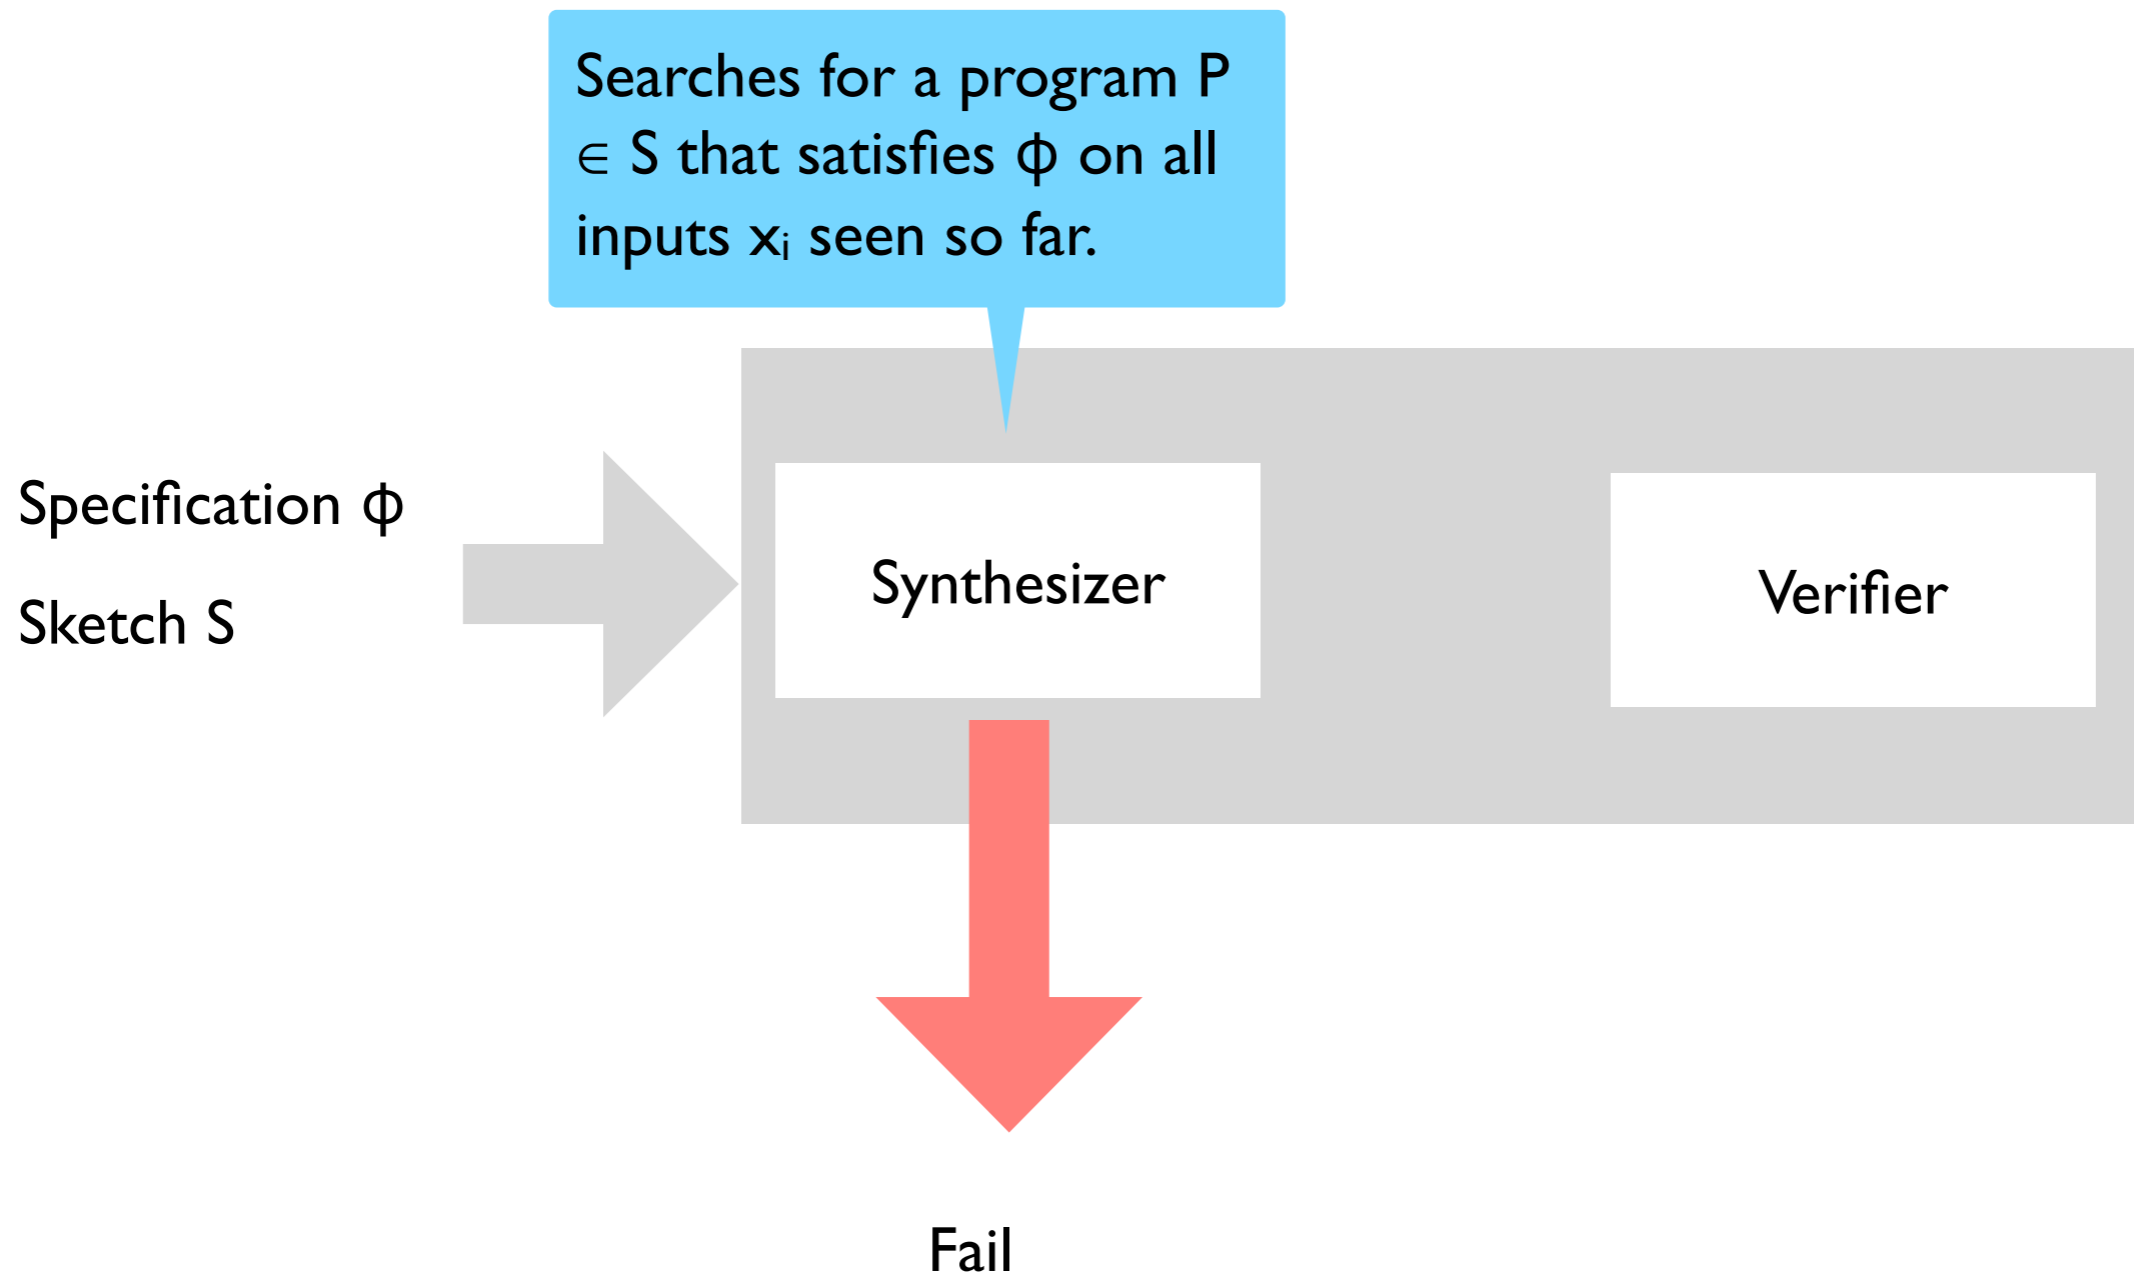 Searches for a program P
∈ S that satisfies ϕ on all
inputs xᵢ seen so far.
Specification ϕ
Sketch S
Synthesizer
Verifier
Fail